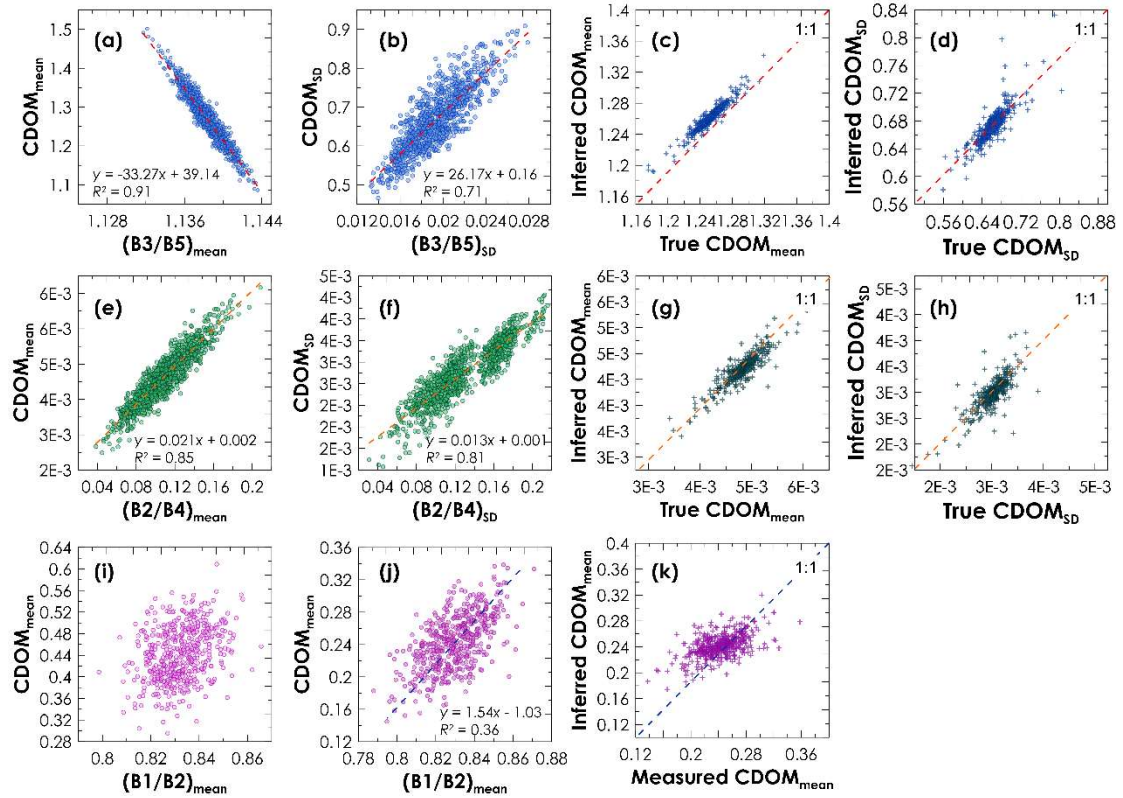 (a)
CDOMmean
1.5
1.4
1.3
1.2
1.1
y = -33.27x + 39.14
R² = 0.91
1.128 1.136 1.144
(B3/B5)mean
(b)
CDOMSD
0.9
0.8
0.7
0.6
0.5
y = 26.17x + 0.16
R² = 0.71
0.012 0.016 0.02 0.024 0.028
(B3/B5)SD
(c)
1:1
Inferred CDOMmean
1.4
1.36
1.32
1.28
1.24
1.2
1.16
1.16 1.2 1.24 1.28 1.32 1.36 1.4
True CDOMmean
(d)
1:1
Inferred CDOMSD
0.84
0.8
0.76
0.72
0.68
0.64
0.6
0.56
0.56 0.64 0.72 0.8 0.88
True CDOMSD
(e)
CDOMmean
6E-3
6E-3
5E-3
4E-3
3E-3
2E-3
y = 0.021x + 0.002
R² = 0.85
0.04 0.08 0.12 0.16 0.2
(B2/B4)mean
(f)
CDOMSD
5E-3
4E-3
4E-3
3E-3
3E-3
2E-3
2E-3
1E-3
y = 0.013x + 0.001
R² = 0.81
0.04 0.08 0.12 0.16 0.2
(B2/B4)SD
(g)
1:1
Inferred CDOMmean
6E-3
6E-3
5E-3
5E-3
4E-3
4E-3
3E-3
3E-3
3E-3 4E-3 5E-3 6E-3
True CDOMmean
(h)
1:1
Inferred CDOMSD
5E-3
4E-3
4E-3
3E-3
3E-3
2E-3
2E-3
2E-3 3E-3 4E-3 5E-3
True CDOMSD
(i)
CDOMmean
0.64
0.6
0.56
0.52
0.48
0.44
0.4
0.36
0.32
0.28
0.8 0.82 0.84 0.86
(B1/B2)mean
(j)
CDOMmean
0.36
0.32
0.28
0.24
0.2
0.16
0.12
y = 1.54x - 1.03
R² = 0.36
0.78 0.8 0.82 0.84 0.86 0.88
(B1/B2)mean
(k)
1:1
Inferred CDOMmean
0.4
0.36
0.32
0.28
0.24
0.2
0.16
0.12
0.12 0.2 0.28 0.36
Measured CDOMmean